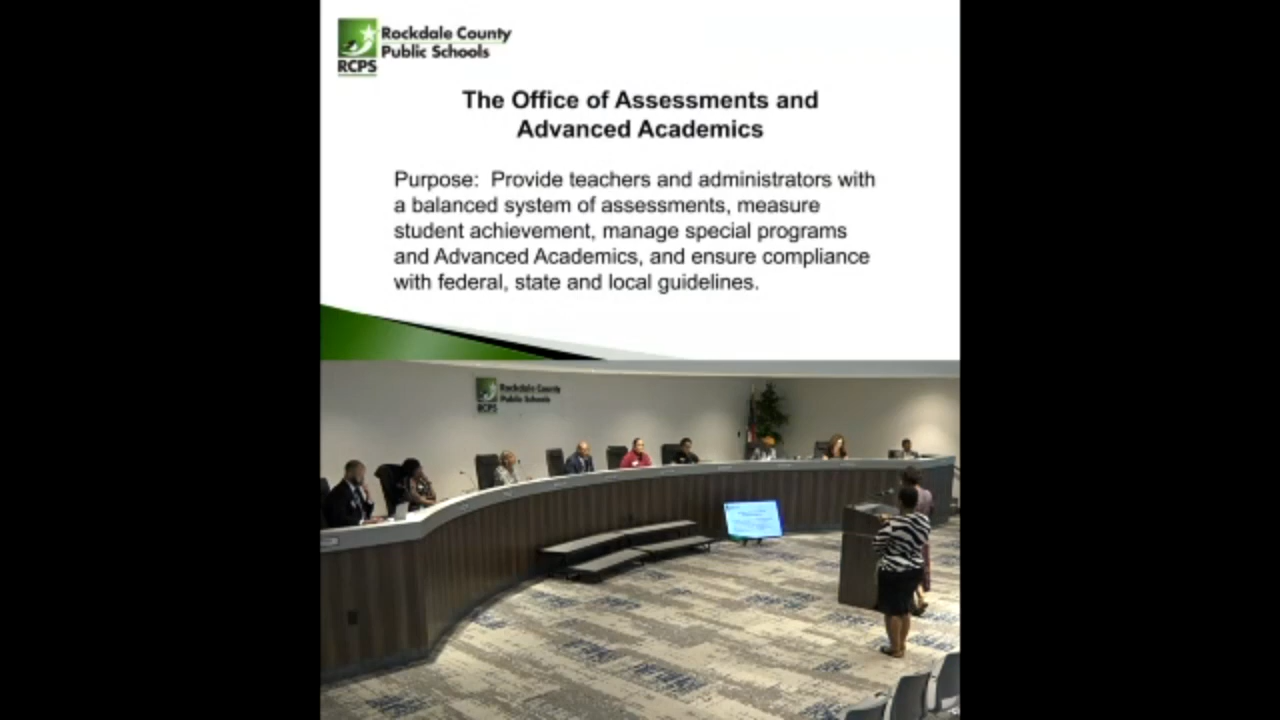 Rockdale County
Public Schools
RCPS
The Office of Assessments and
Advanced Academics
Purpose: Provide teachers and administrators with
a balanced system of assessments, measure
student achievement, manage special programs
and Advanced Academics, and ensure compliance
with federal, state and local guidelines.
Rockdale County
Public Schools
RCPS